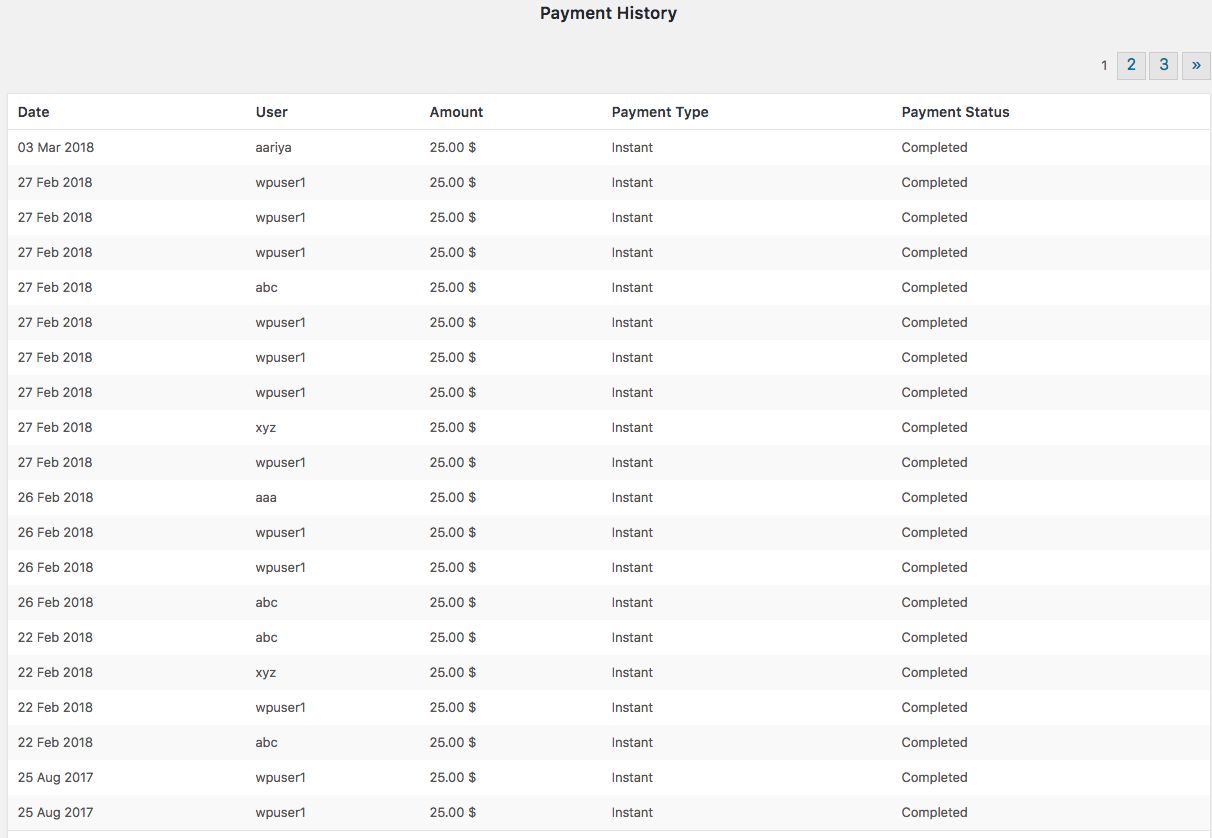 Payment History
1 2 3 »
Date User Amount Payment Type Payment Status
03 Mar 2018 aariya 25.00 $ Instant Completed
27 Feb 2018 wpuser1 25.00 $ Instant Completed
27 Feb 2018 wpuser1 25.00 $ Instant Completed
27 Feb 2018 wpuser1 25.00 $ Instant Completed
27 Feb 2018 abc 25.00 $ Instant Completed
27 Feb 2018 wpuser1 25.00 $ Instant Completed
27 Feb 2018 wpuser1 25.00 $ Instant Completed
27 Feb 2018 wpuser1 25.00 $ Instant Completed
27 Feb 2018 xyz 25.00 $ Instant Completed
27 Feb 2018 wpuser1 25.00 $ Instant Completed
26 Feb 2018 aaa 25.00 $ Instant Completed
26 Feb 2018 wpuser1 25.00 $ Instant Completed
26 Feb 2018 wpuser1 25.00 $ Instant Completed
26 Feb 2018 abc 25.00 $ Instant Completed
22 Feb 2018 abc 25.00 $ Instant Completed
22 Feb 2018 xyz 25.00 $ Instant Completed
22 Feb 2018 wpuser1 25.00 $ Instant Completed
22 Feb 2018 abc 25.00 $ Instant Completed
25 Aug 2017 wpuser1 25.00 $ Instant Completed
25 Aug 2017 wpuser1 25.00 $ Instant Completed